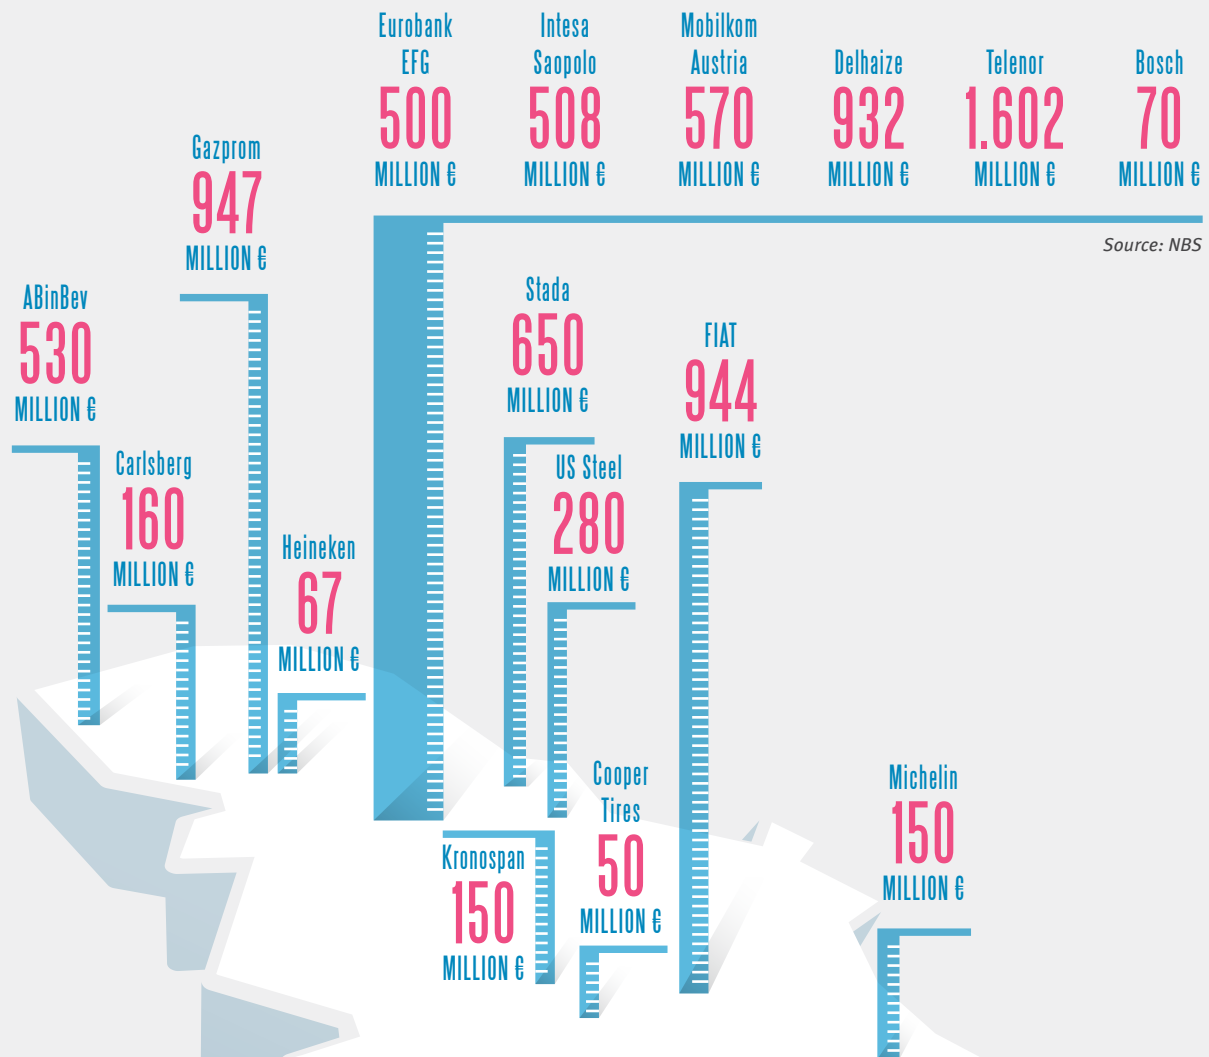 Eurobank
EFG
500
MILLION €
Intesa
Saopolo
508
MILLION €
Mobilkom
Austria
570
MILLION €
Delhaize
932
MILLION €
Telenor
1.602
MILLION €
Bosch
70
MILLION €
Source: NBS
Gazprom
947
MILLION €
ABinBev
530
MILLION €
Stada
650
MILLION €
FIAT
944
MILLION €
Carlsberg
160
MILLION €
US Steel
280
MILLION €
Heineken
67
MILLION €
Cooper
Tires
50
MILLION €
Michelin
150
MILLION €
Kronospan
150
MILLION €